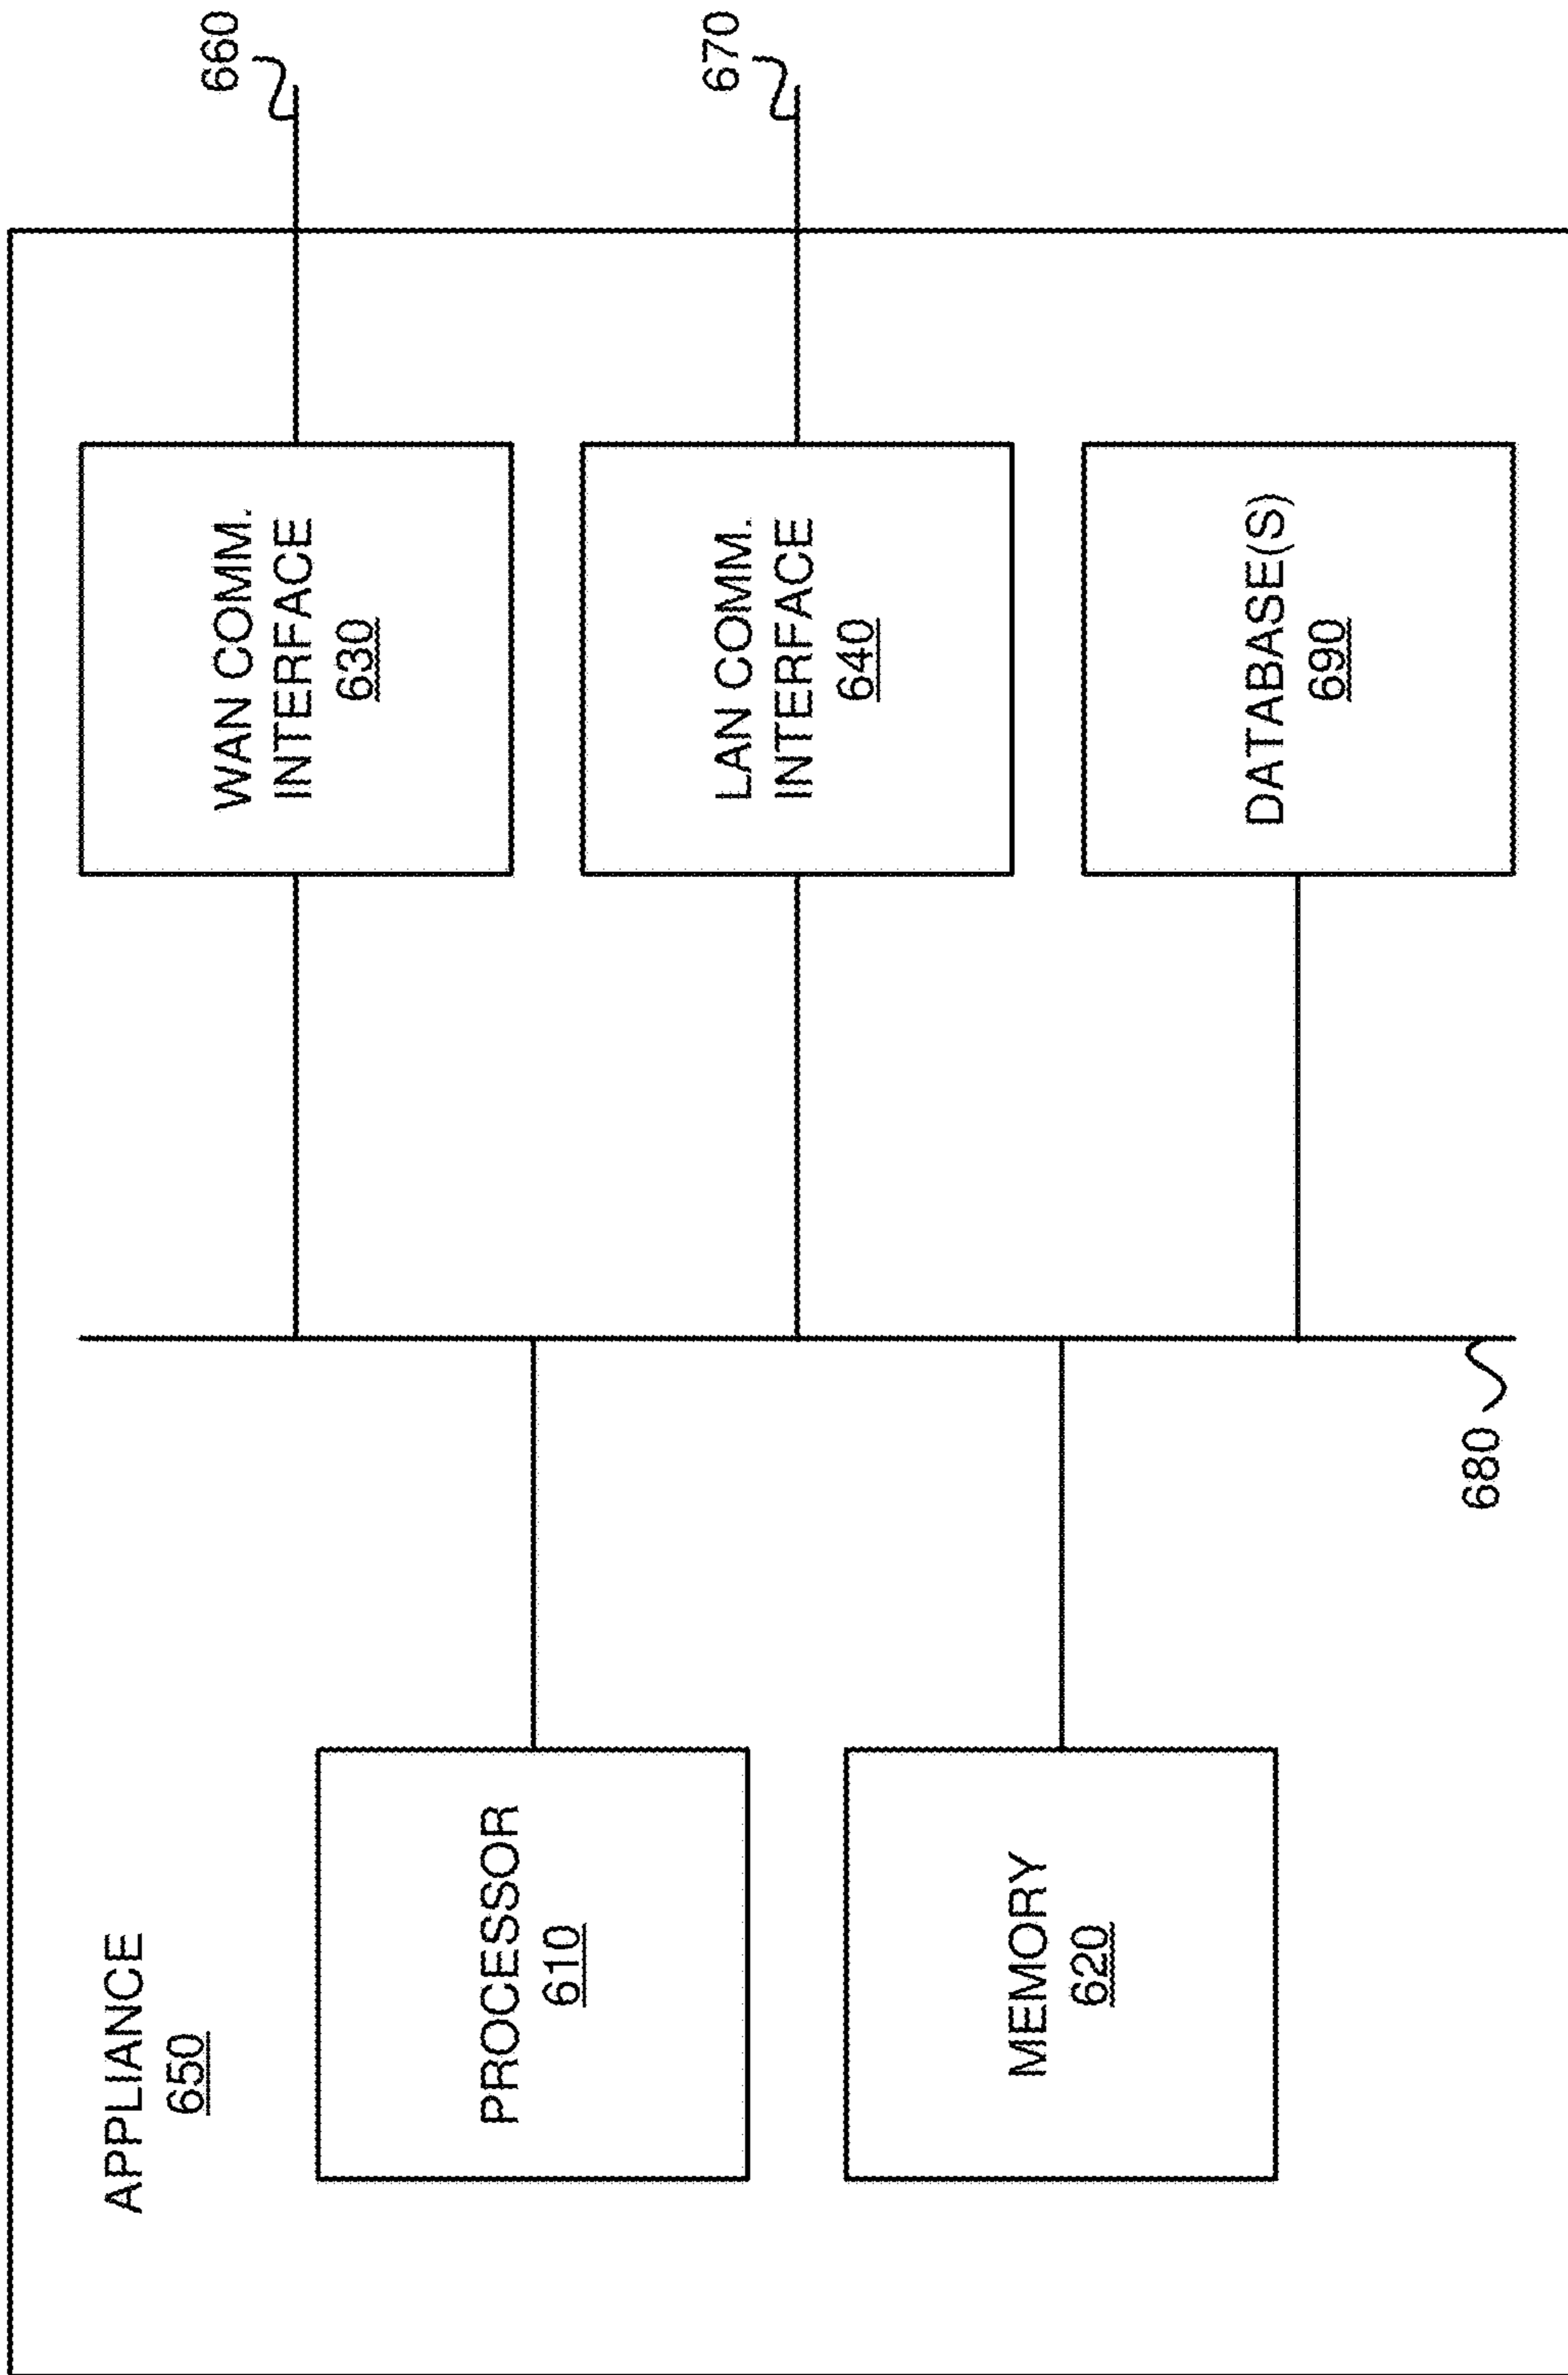 APPLIANCE
650
PROCESSOR
610
MEMORY
620
680
WAN COMM.
INTERFACE
630
LAN COMM.
INTERFACE
640
DATABASE(S)
690
660
670